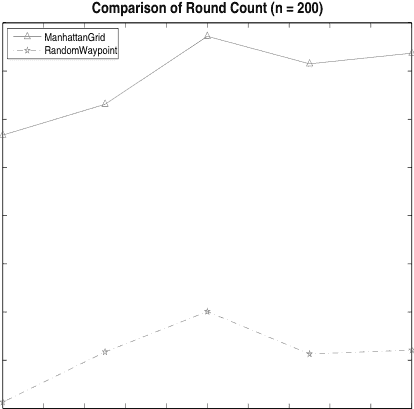 Comparison of Round Count (n = 200)
ManhattanGrid
RandomWaypoint